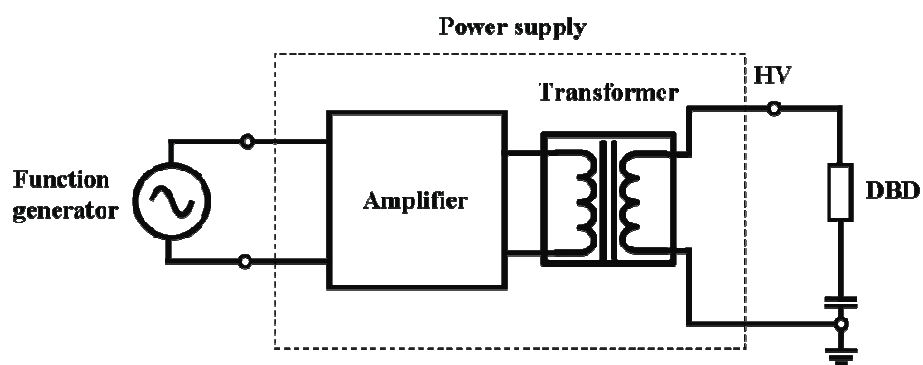 Power supply
HV
Transformer
Function
generator
Amplifier
DBD